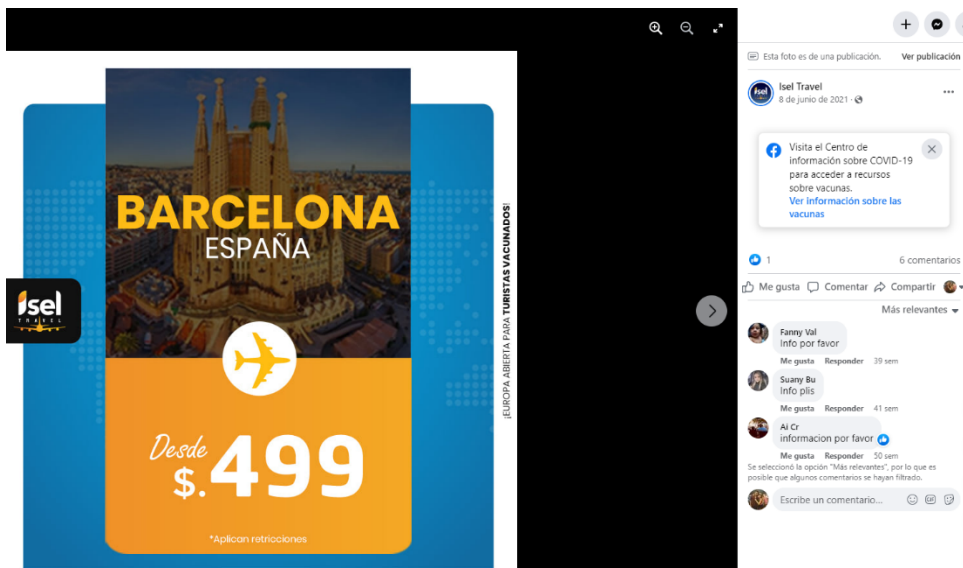 BARCELONA
ESPAÑA
Isel
TRAVEL
¡EUROPA ABIERTA PARA TURISTAS VACUNADOS!
Desde
$.499
*Aplican retricciones
Esta foto es de una publicación. Ver publicación
Isel
Isel Travel
8 de junio de 2021 ·
Visita el Centro de
información sobre COVID-19
para acceder a recursos
sobre vacunas.
Ver información sobre las
vacunas
1 6 comentarios
Me gusta Comentar Compartir
Más relevantes
Fanny Val
Info por favor
Me gusta Responder 39 sem
Suany Bu
Info plis
Me gusta Responder 41 sem
Ai Cr
informacion por favor
Me gusta Responder 50 sem
Se seleccionó la opción "Más relevantes", por lo que es
posible que algunos comentarios se hayan filtrado.
Escribe un comentario... GIF